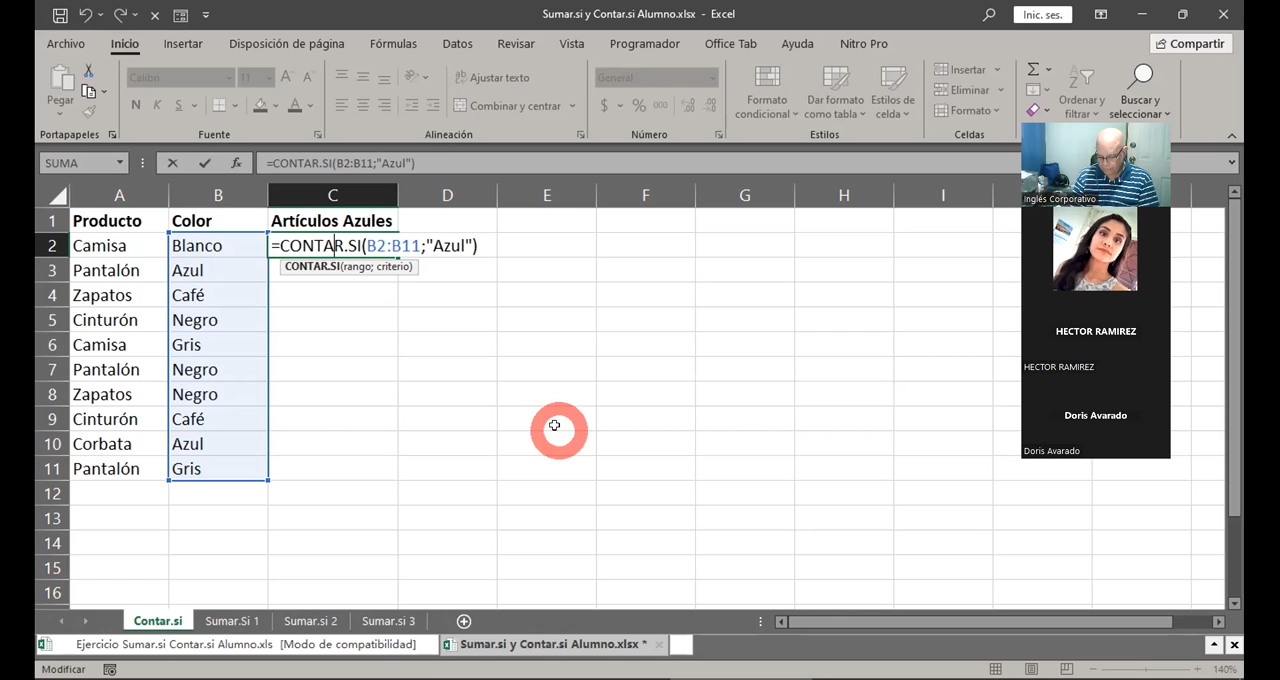 Sumar.si y Contar.si Alumno.xlsx - Excel
Inic. ses.
Archivo Inicio Insertar Disposición de página Fórmulas Datos Revisar Vista Programador Office Tab Ayuda Nitro Pro
Compartir
Pegar
Calibri 11
N K S
Ajustar texto
Combinar y centrar
General
$ % 000
Formato condicional
Dar formato como tabla
Estilos de celda
Insertar
Eliminar
Formato
Ordenar y filtrar
Buscar y seleccionar
Portapapeles Fuente Alineación Número Estilos Celdas
SUMA fx =CONTAR.SI(B2:B11;"Azul")
A B C D E F G H I
1 Producto Color Artículos Azules
2 Camisa Blanco =CONTAR.SI(B2:B11;"Azul")
CONTAR.SI(rango; criterio)
3 Pantalón Azul
4 Zapatos Café
5 Cinturón Negro
6 Camisa Gris
7 Pantalón Negro
8 Zapatos Negro
9 Cinturón Café
10 Corbata Azul
11 Pantalón Gris
12
13
14
15
16
Inglés Corporativo
HECTOR RAMIREZ
HECTOR RAMIREZ
Doris Avarado
Doris Avarado
Contar.si Sumar.Si 1 Sumar.si 2 Sumar.si 3
Ejercicio Sumar.si Contar.si Alumno.xls [Modo de compatibilidad] Sumar.si y Contar.si Alumno.xlsx *
Modificar
140%